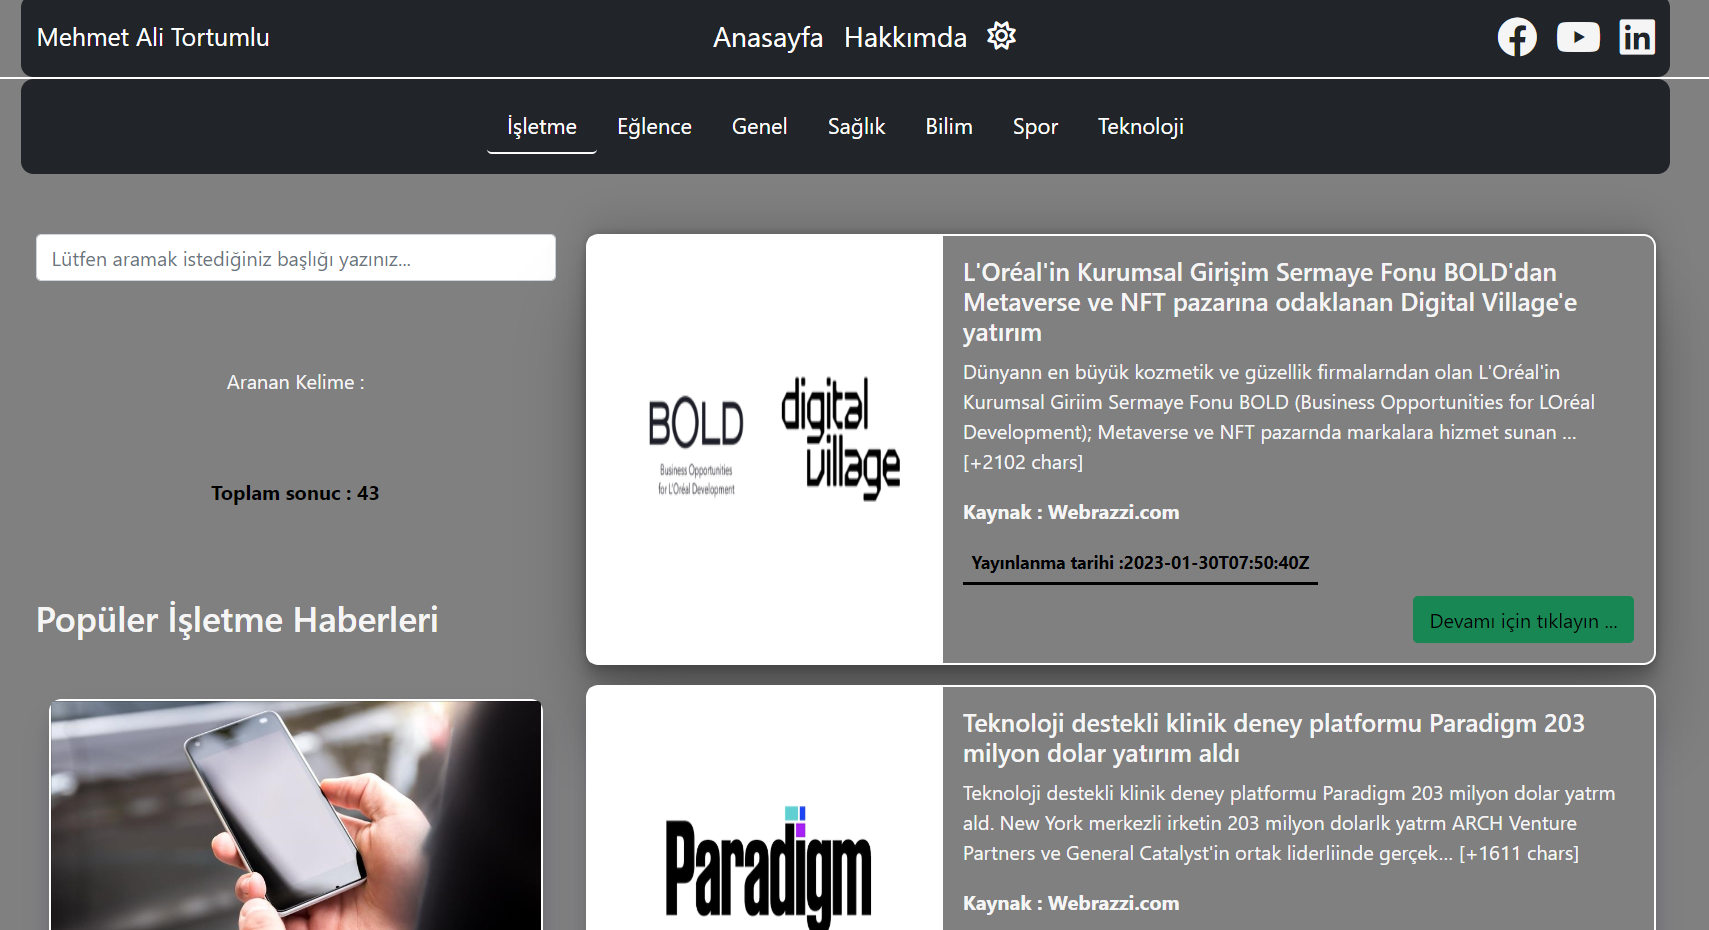 Mehmet Ali Tortumlu
Anasayfa Hakkımda
İşletme Eğlence Genel Sağlık Bilim Spor Teknoloji
Lütfen aramak istediğiniz başlığı yazınız...
Aranan Kelime :
Toplam sonuc : 43
Popüler İşletme Haberleri
BOLD
Business Opportunities
for L'Oréal Development
digital
village
L'Oréal'in Kurumsal Girişim Sermaye Fonu BOLD'dan
Metaverse ve NFT pazarına odaklanan Digital Village'e
yatırım
Dünyann en büyük kozmetik ve güzellik firmalarndan olan L'Oréal'in
Kurumsal Giriim Sermaye Fonu BOLD (Business Opportunities for LOréal
Development); Metaverse ve NFT pazarnda markalara hizmet sunan ...
[+2102 chars]
Kaynak : Webrazzi.com
Yayınlanma tarihi :2023-01-30T07:50:40Z
Devamı için tıklayın ...
Paradigm
Teknoloji destekli klinik deney platformu Paradigm 203
milyon dolar yatırım aldı
Teknoloji destekli klinik deney platformu Paradigm 203 milyon dolar yatrm
ald. New York merkezli irketin 203 milyon dolarlk yatrm ARCH Venture
Partners ve General Catalyst'in ortak liderliinde gerçek... [+1611 chars]
Kaynak : Webrazzi.com